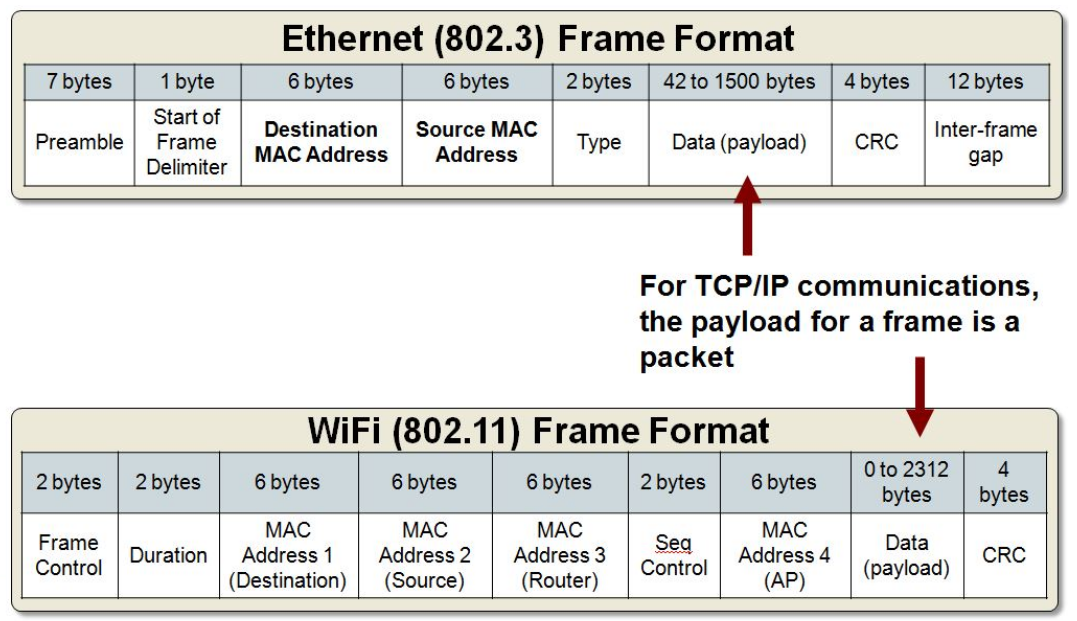 Ethernet (802.3) Frame Format
7 bytes
1 byte
6 bytes
6 bytes
2 bytes
42 to 1500 bytes
4 bytes
12 bytes
Preamble
Start of
Frame
Delimiter
Destination
MAC Address
Source MAC
Address
Type
Data (payload)
CRC
Inter-frame
gap
For TCP/IP communications,
the payload for a frame is a
packet
WiFi (802.11) Frame Format
2 bytes
2 bytes
6 bytes
6 bytes
6 bytes
2 bytes
6 bytes
0 to 2312
bytes
4
bytes
Frame
Control
Duration
MAC
Address 1
(Destination)
MAC
Address 2
(Source)
MAC
Address 3
(Router)
Seq
Control
MAC
Address 4
(AP)
Data
(payload)
CRC